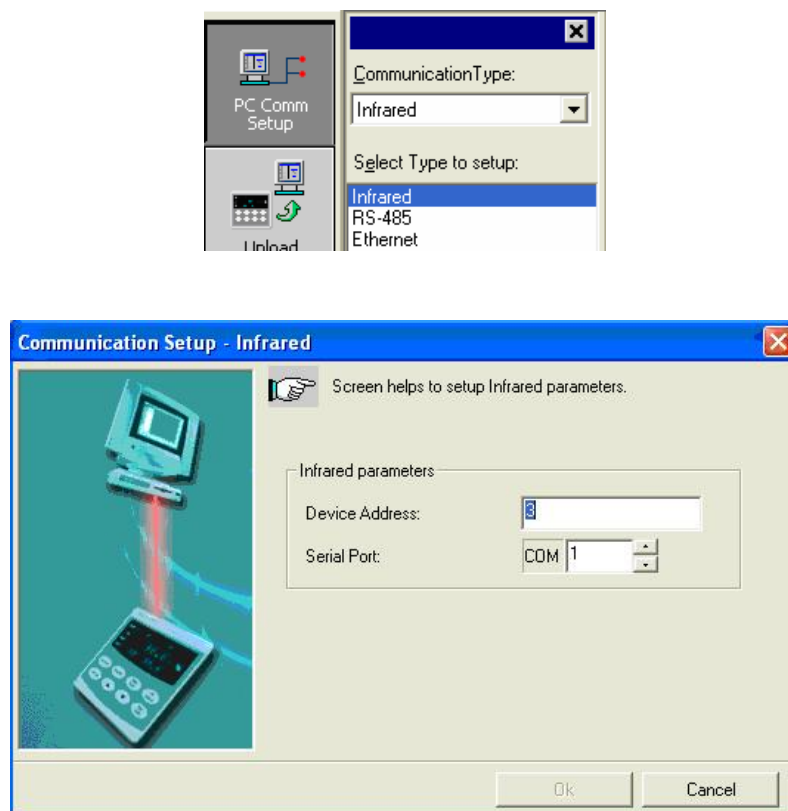 CommunicationType:
PC Comm
Setup
Infrared
Select Type to setup:
Infrared
RS-485
Upload
Ethernet
Communication Setup - Infrared
Screen helps to setup Infrared parameters.
Infrared parameters
Device Address: 3
Serial Port: COM 1
Ok Cancel